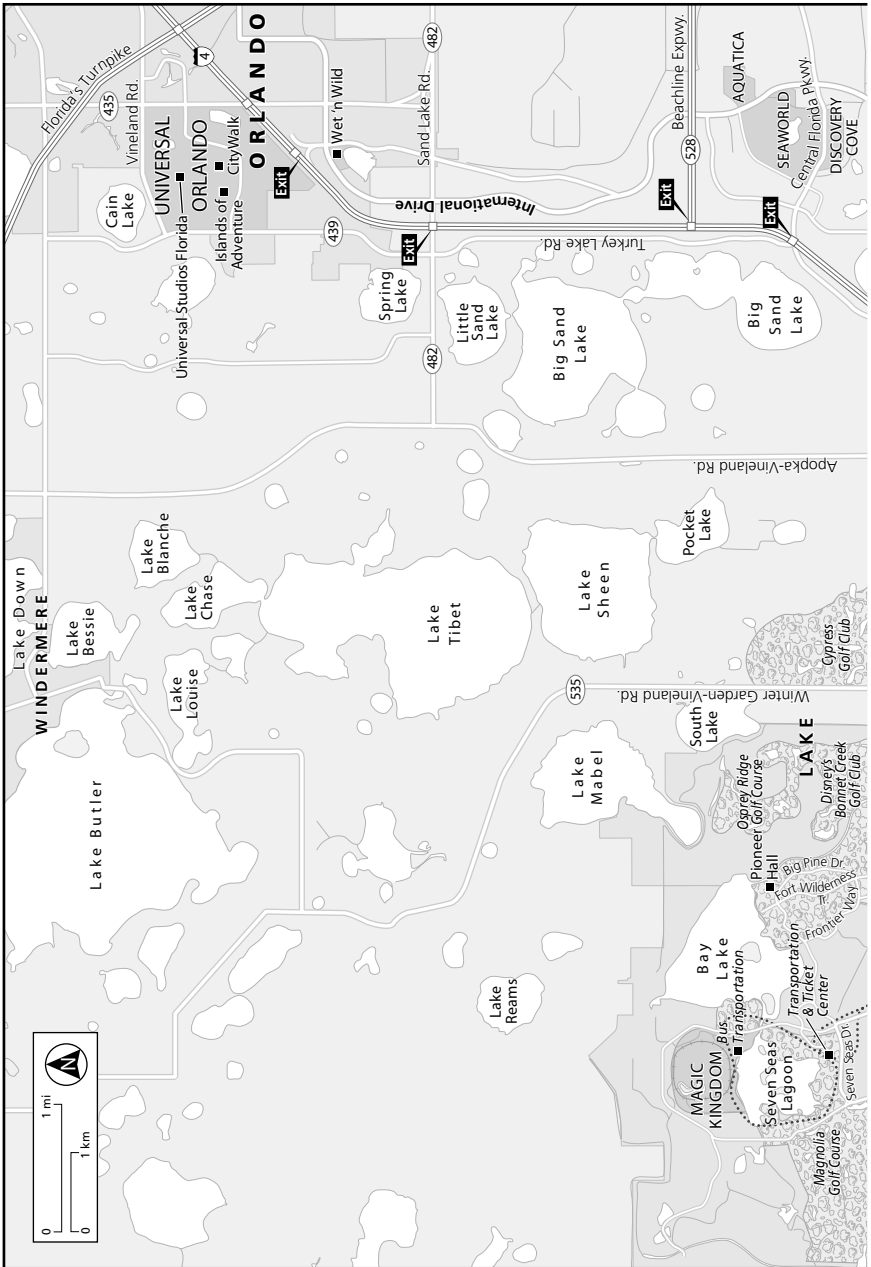 0
1 mi
0
1 km
N
Lake Butler
WINDERMERE
Lake Down
Lake
Bessie
Lake
Louise
Lake
Chase
Lake
Blanche
Lake
Tibet
Lake
Sheen
Pocket
Lake
Lake
Mabel
South
Lake
Lake
Reams
535
Winter Garden-Vineland Rd.
Apopka-Vineland Rd.
Florida's Turnpike
4
435
Vineland Rd.
Cain
Lake
UNIVERSAL
ORLANDO
CityWalk
Universal Studios Florida
Islands of
Adventure
ORLANDO
Exit
Wet 'n Wild
439
482
Sand Lake Rd.
Exit
482
International Drive
Turkey Lake Rd.
Spring
Lake
Little
Sand
Lake
Big Sand
Lake
Big
Sand
Lake
Beachline Expwy.
528
Exit
Exit
AQUATICA
SEAWORLD
Central Florida Pkwy.
DISCOVERY
COVE
Cypress
Golf Club
LAKE
Osprey Ridge
Golf Course
Disney's
Bonnet Creek
Golf Club
Pioneer
Hall
Big Pine Dr.
Fort Wilderness
Tr.
Frontier Way
Bay
Lake
Bus
Transportation
Transportation
& Ticket
Center
MAGIC
KINGDOM
Seven Seas
Lagoon
Seven Seas Dr.
Magnolia
Golf Course